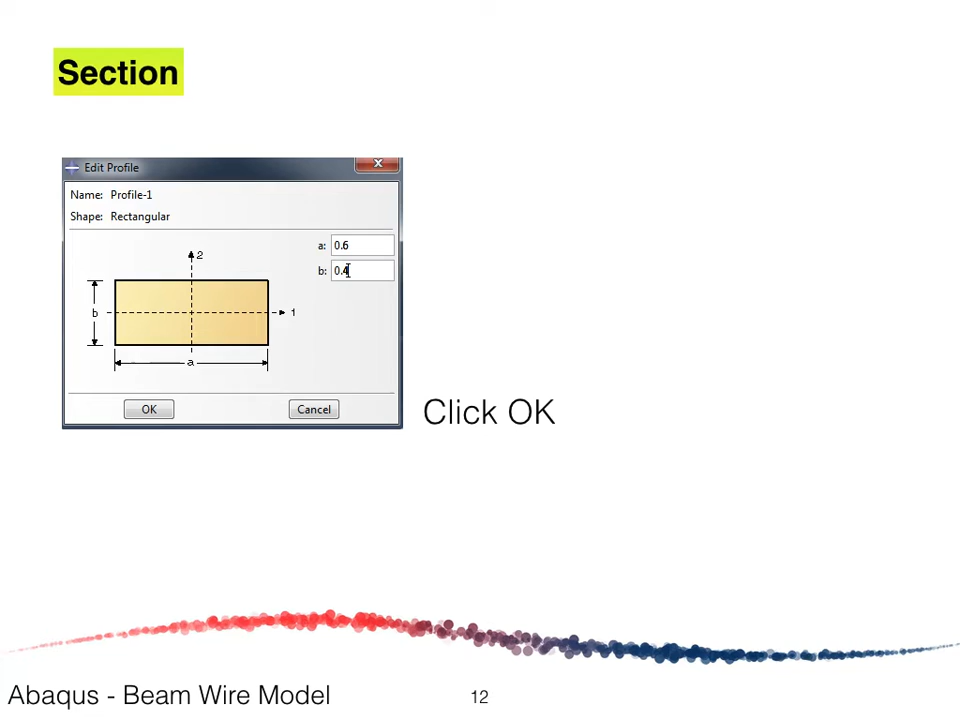 Section
Edit Profile
Name: Profile-1
Shape: Rectangular
a: 0.6
b: 0.4
2
b
1
a
OK Cancel
Click OK
Abaqus - Beam Wire Model 12